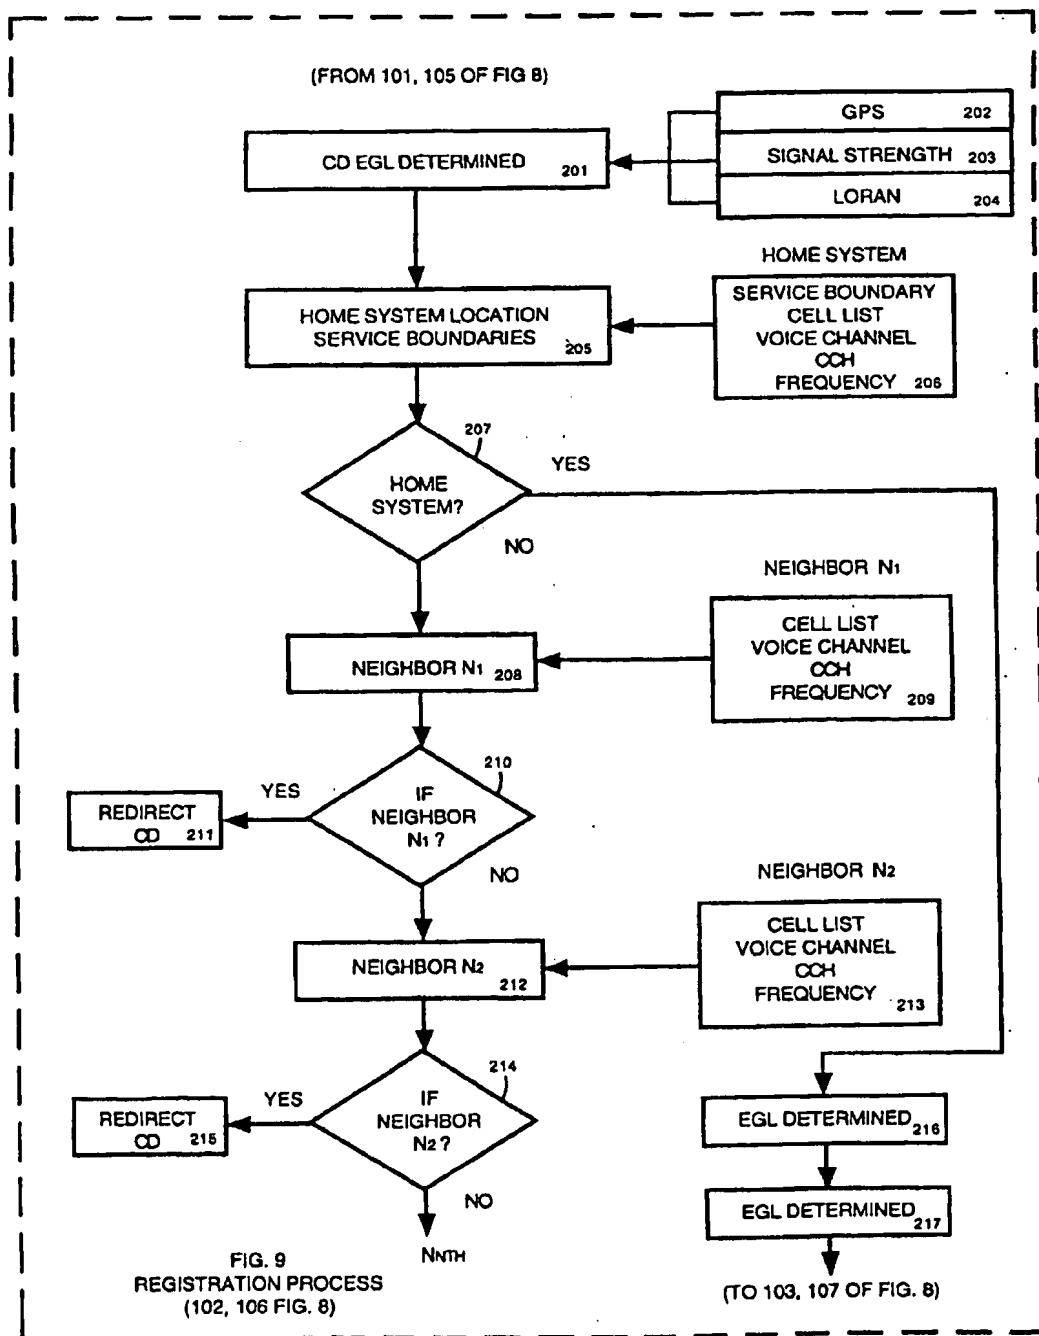 (FROM 101, 105 OF FIG 8)
GPS 202
CD EGL DETERMINED 201
SIGNAL STRENGTH 203
LORAN 204
HOME SYSTEM
HOME SYSTEM LOCATION
SERVICE BOUNDARIES 205
SERVICE BOUNDARY
CELL LIST
VOICE CHANNEL
CCH
FREQUENCY 206
207
YES
HOME
SYSTEM?
NO
NEIGHBOR N1
CELL LIST
VOICE CHANNEL
CCH
FREQUENCY 209
NEIGHBOR N1 208
210
YES
IF
NEIGHBOR
N1 ?
REDIRECT
CD 211
NO
NEIGHBOR N2
CELL LIST
VOICE CHANNEL
CCH
FREQUENCY 213
NEIGHBOR N2 212
214
YES
IF
NEIGHBOR
N2 ?
REDIRECT
CD 215
NO
EGL DETERMINED 216
EGL DETERMINED 217
NNTH
FIG. 9
REGISTRATION PROCESS
(102, 106 FIG. 8)
(TO 103, 107 OF FIG. 8)